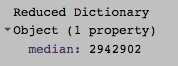 Reduced Dictionary
Object (1 property)
median: 2942902